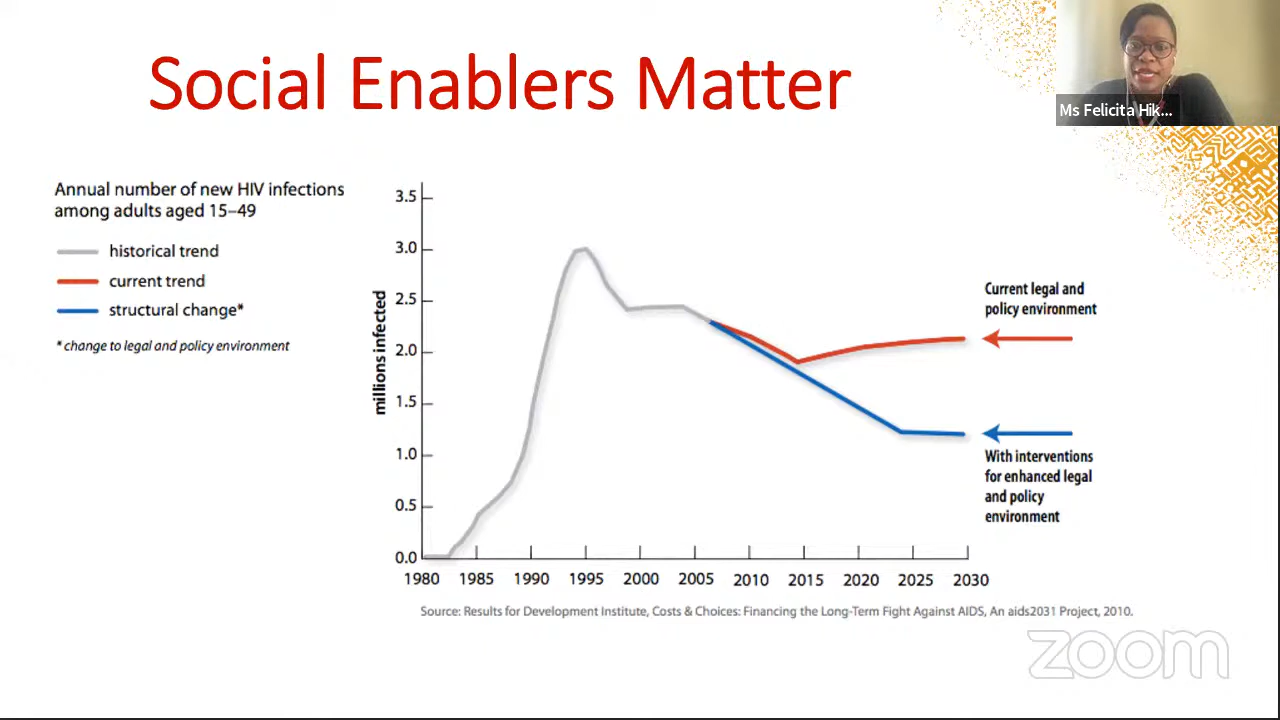 Social Enablers Matter
Ms Felicita Hik...
Annual number of new HIV infections
among adults aged 15–49
historical trend
current trend
structural change*
* change to legal and policy environment
millions infected
3.5
3.0
2.5
2.0
1.5
1.0
0.5
0.0
1980 1985 1990 1995 2000 2005 2010 2015 2020 2025 2030
Current legal and
policy environment
With interventions
for enhanced legal
and policy
environment
Source: Results for Development Institute, Costs & Choices: Financing the Long-Term Fight Against AIDS, An aids2031 Project, 2010.
zoom